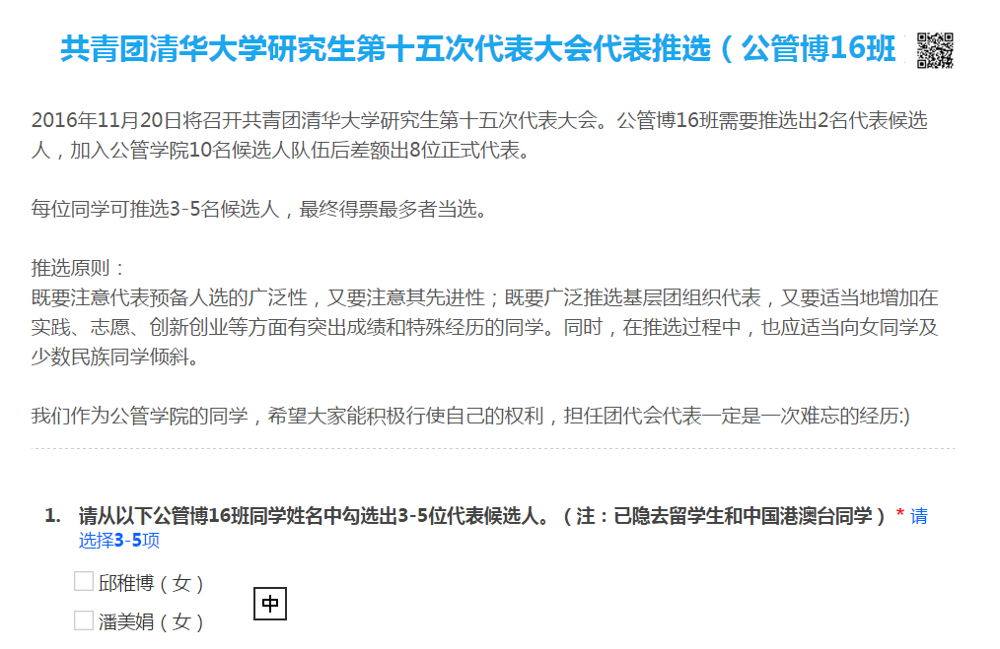 共青团清华大学研究生第十五次代表大会代表推选（公管博16班
2016年11月20日将召开共青团清华大学研究生第十五次代表大会。公管博16班需要推选出2名代表候选
人，加入公管学院10名候选人队伍后差额出8位正式代表。
每位同学可推选3-5名候选人，最终得票最多者当选。
推选原则：
既要注意代表预备人选的广泛性，又要注意其先进性；既要广泛推选基层团组织代表，又要适当地增加在
实践、志愿、创新创业等方面有突出成绩和特殊经历的同学。同时，在推选过程中，也应适当向女同学及
少数民族同学倾斜。
我们作为公管学院的同学，希望大家能积极行使自己的权利，担任团代会代表一定是一次难忘的经历:)
1. 请从以下公管博16班同学姓名中勾选出3-5位代表候选人。（注：已隐去留学生和中国港澳台同学）* 请
选择3-5项
邱稚博（女）
中
潘美娟（女）